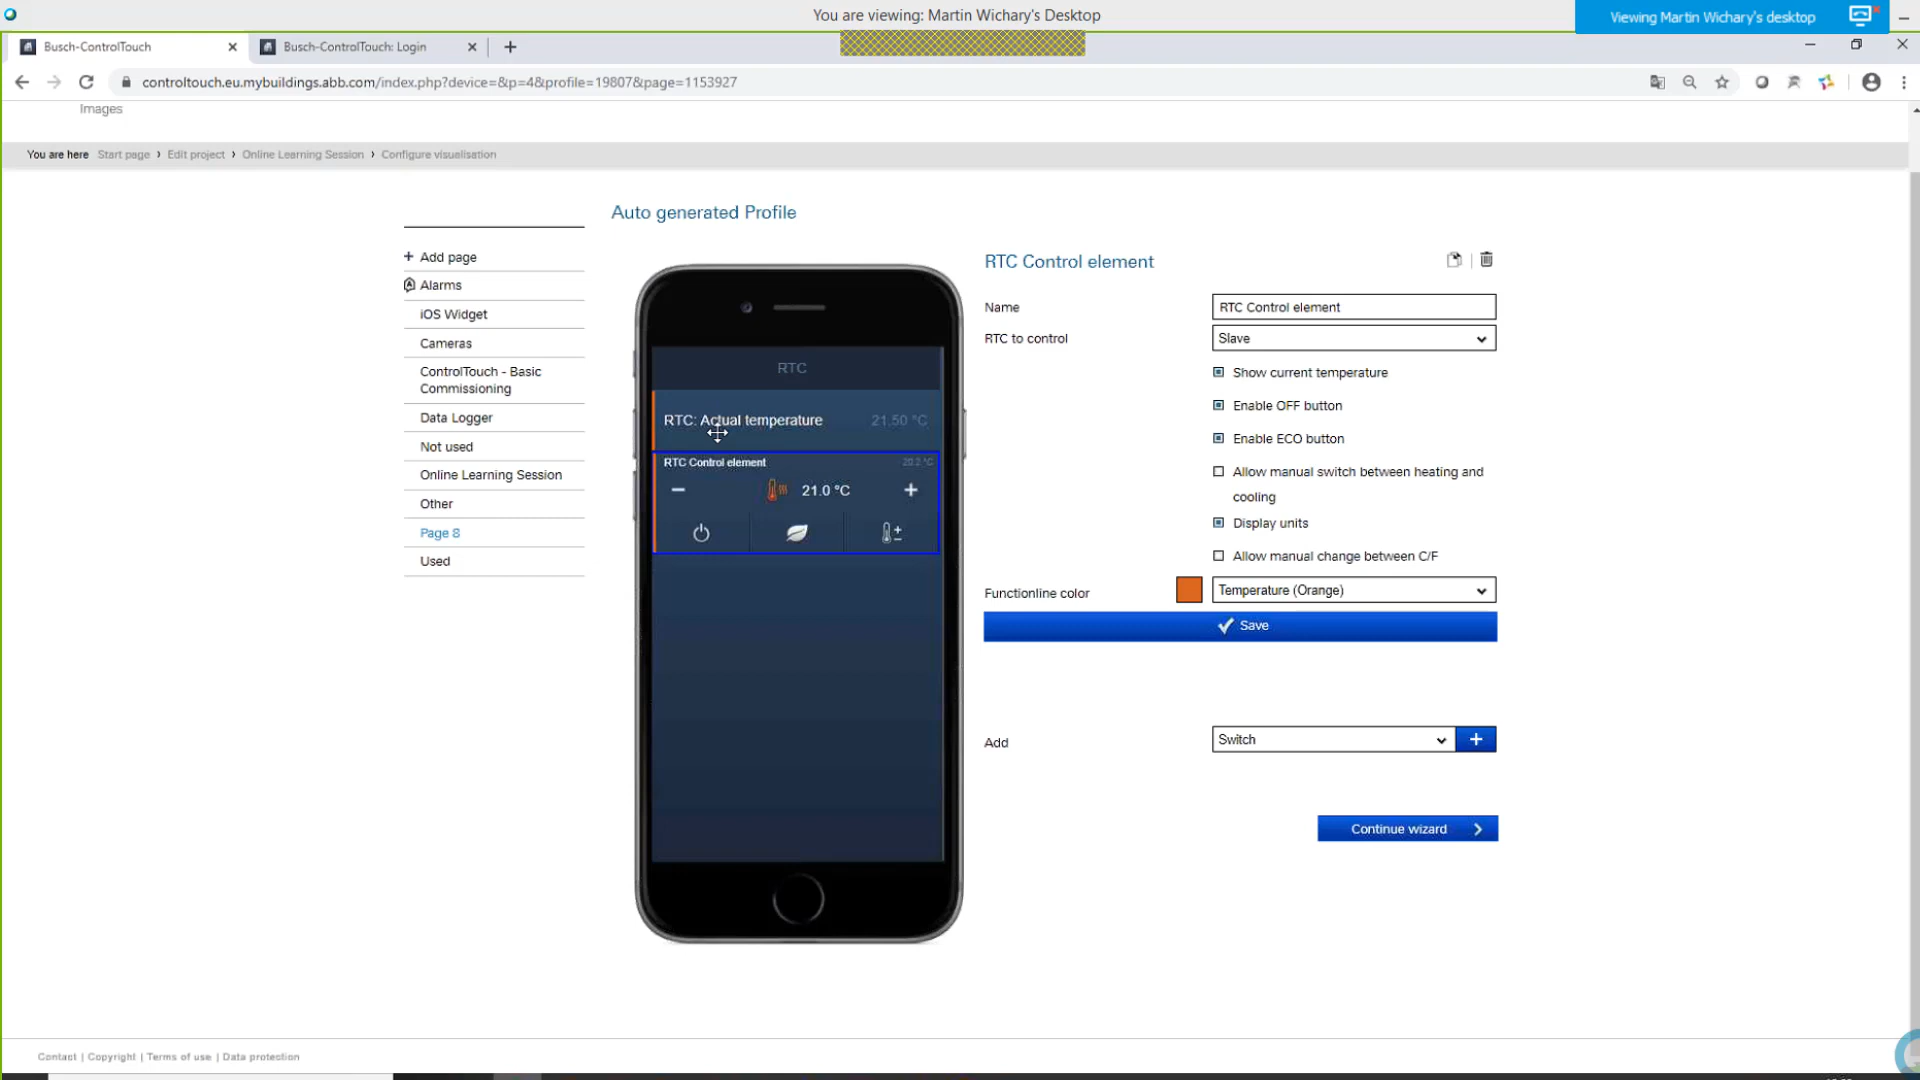 You are viewing: Martin Wichary's Desktop
Viewing Martin Wichary's desktop
Busch-ControlTouch
Busch-ControlTouch: Login
controltouch.eu.mybuildings.abb.com/index.php?device=&p=4&profile=19807&page=1153927
Images
You are here Start page › Edit project › Online Learning Session › Configure visualisation
Auto generated Profile
+ Add page
Alarms
iOS Widget
Cameras
ControlTouch - Basic
Commissioning
Data Logger
Not used
Online Learning Session
Other
Page 8
Used
RTC
RTC: Actual temperature 21.50 °C
RTC Control element 20.2 °C
− 21.0 °C +
RTC Control element
Name RTC Control element
RTC to control Slave
Show current temperature
Enable OFF button
Enable ECO button
Allow manual switch between heating and
cooling
Display units
Allow manual change between C/F
Functionline color Temperature (Orange)
Save
Add Switch +
Continue wizard
Contact | Copyright | Terms of use | Data protection